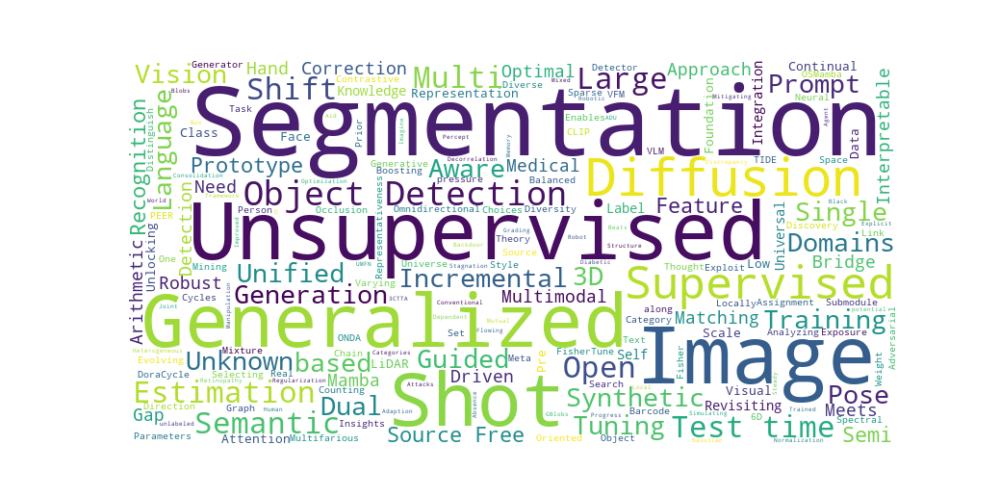 Segmentation
Unsupervised
Generalized
Image
Shot
Diffusion
Supervised
Object Detection
Shift
Multi
Large
Prompt
Vision
Language
Hand
Correction
Knowledge
Contrastive
Generator
Blobs
Task
Class
Face
Prior
Representation
Optimal
Diverse
Detector
Robotic
Sparse
VFM
Mixed
Enables
Approach
Foundation
Integration
Continual
OSMamba
Neural
Mitigating
Agent
Data
Interpretable
Recognition
Distinguish
Prototype
Need
Person
Aware
Medical
Generative
Boosting
pressure
Decorrelation
Percept
Imagine
Memory
CLIP
VLM
TIDE
Space
Balanced
Label
Feature
Universal
Discovery
Single
Domains
Bridge
Link
Black
Explicit
Detection
PEER
One
Unlocking
World
Consolidation
Framework
Optimization
Occlusion
Omnidirectional
Representativeness
Choices
Diversity
Theory
Source
Grading
Backdoor
Beats
Robot
Structure
Diabetic
Style
Stagnation
Universe
Varying
Unified
Incremental
3D
Thought
Exploit
Low
Mining
Robust
Cycles
Arithmetic
Joint
Manipulation
Generation
DCTTA
Conventional
Multimodal
along
Category
Locally
Assignment
Submodule
potential
Matching
Training
Scale
Analyzing
Exposure
Adversarial
Weight
Unknown
based
Guided
Mixture
ONDA
Chain
LiDAR
Categories
Dependent
Flowing
Mutual
Set
Meta
Pre
FisherTune
Self
Text
Fisher
Open
Pose
Meets
Visual
Revisiting
Heterogeneous
Evolving
DoraCycle
Selecting
Real
Retinopathy
Regularization
Counting
Mamba
Driven
Search
Synthetic
Barcode
6D
Simulating
Trained
Estimation
Gap
Direction
Graph
Human
Dual
Insights
Attacks
Adaption
Absence
GBlobs
Progress
Tuning
Test time
Semi
Spectral
Parameters
unlabeled
Semantic
Attention
Multifarious
Source Free
Oriented
Object
Normalization